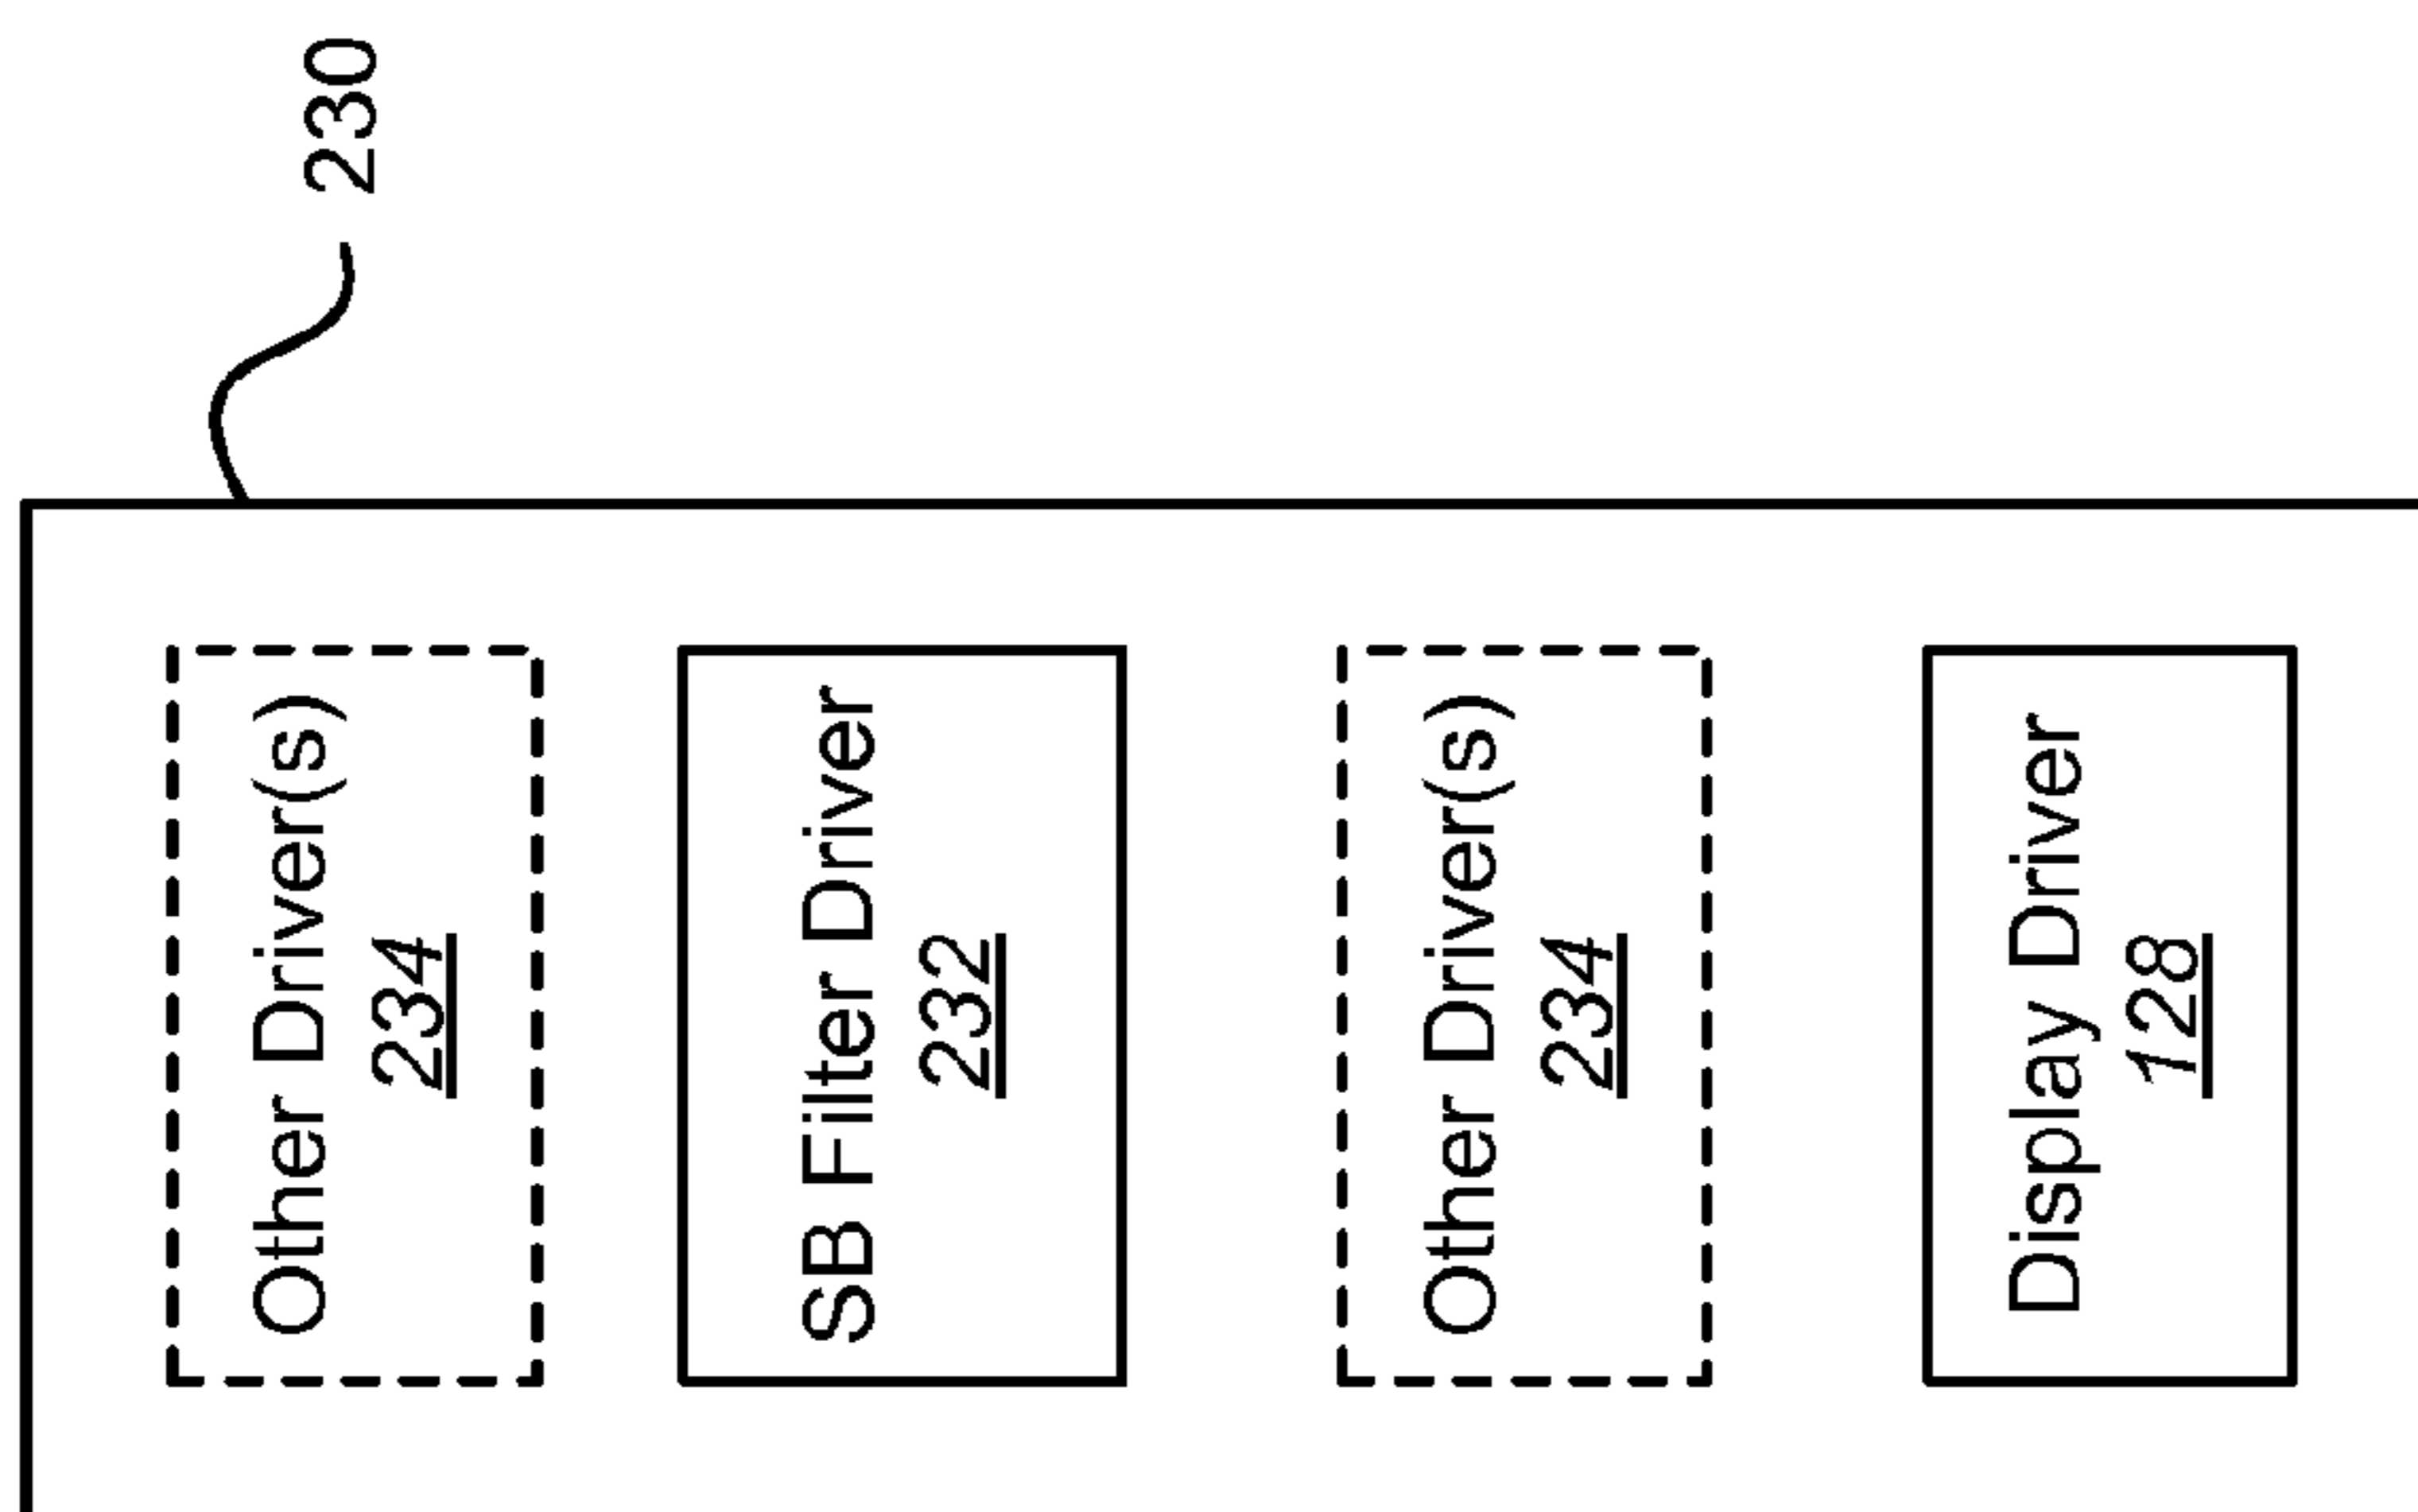 230
Other Driver(s)
234
SB Filter Driver
232
Other Driver(s)
234
Display Driver
128